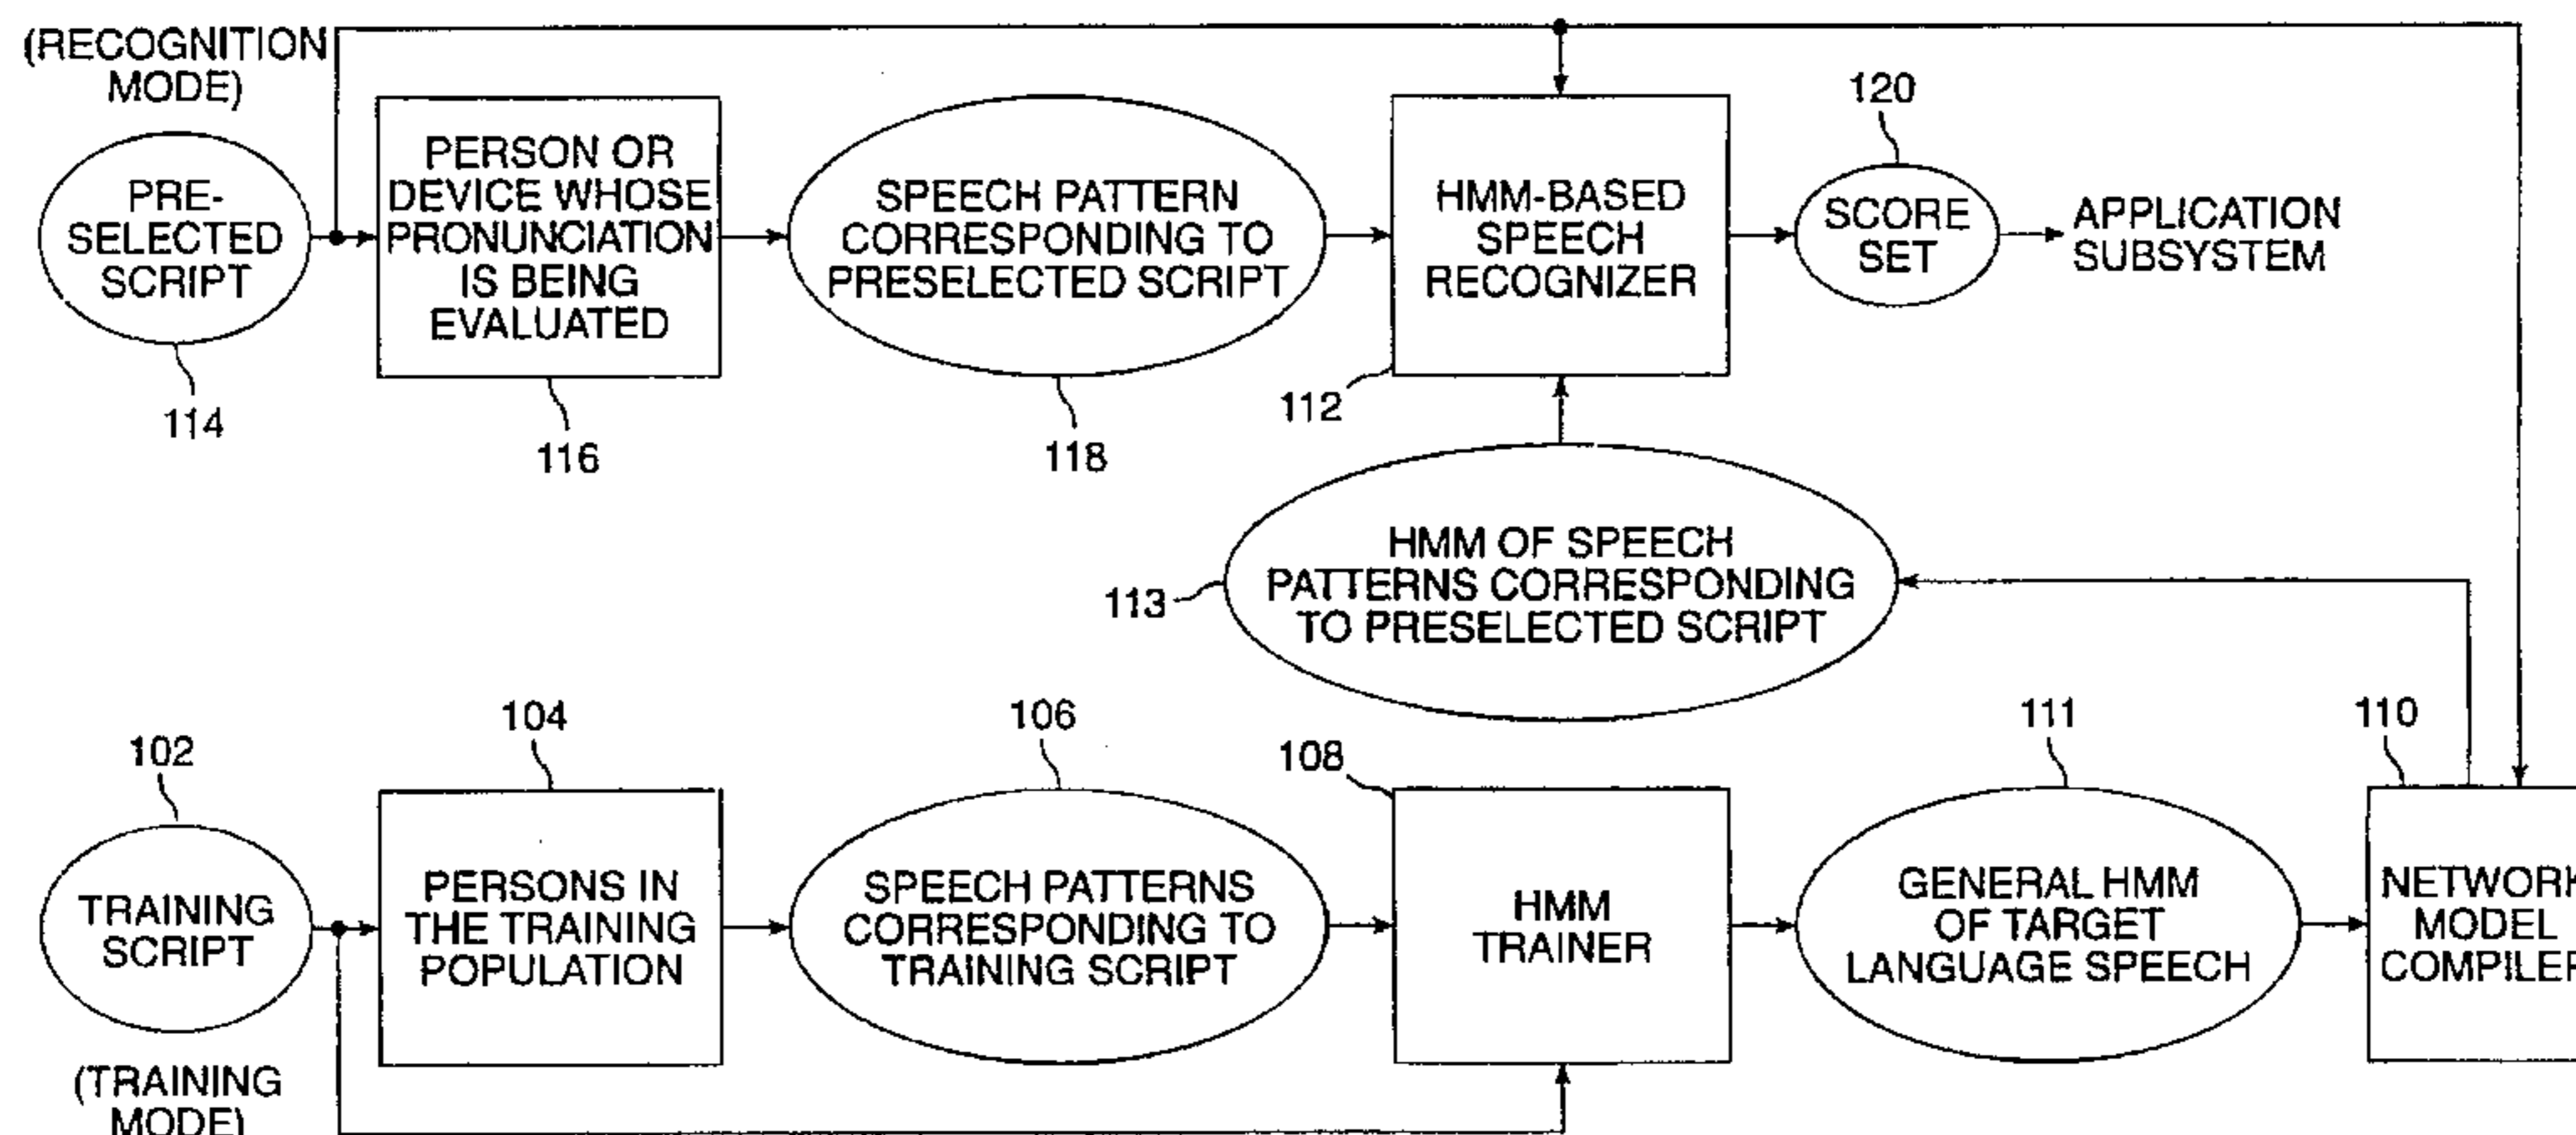 (RECOGNITION
MODE)
PRE-
SELECTED
SCRIPT
114
PERSON OR
DEVICE WHOSE
PRONUNCIATION
IS BEING
EVALUATED
116
SPEECH PATTERN
CORRESPONDING TO
PRESELECTED SCRIPT
118
HMM-BASED
SPEECH
RECOGNIZER
112
120
SCORE
SET
APPLICATION
SUBSYSTEM
HMM OF SPEECH
PATTERNS CORRESPONDING
TO PRESELECTED SCRIPT
113
102
TRAINING
SCRIPT
(TRAINING
MODE)
104
PERSONS IN
THE TRAINING
POPULATION
106
SPEECH PATTERNS
CORRESPONDING TO
TRAINING SCRIPT
108
HMM
TRAINER
111
GENERAL HMM
OF TARGET
LANGUAGE SPEECH
110
NETWORK
MODEL
COMPILER